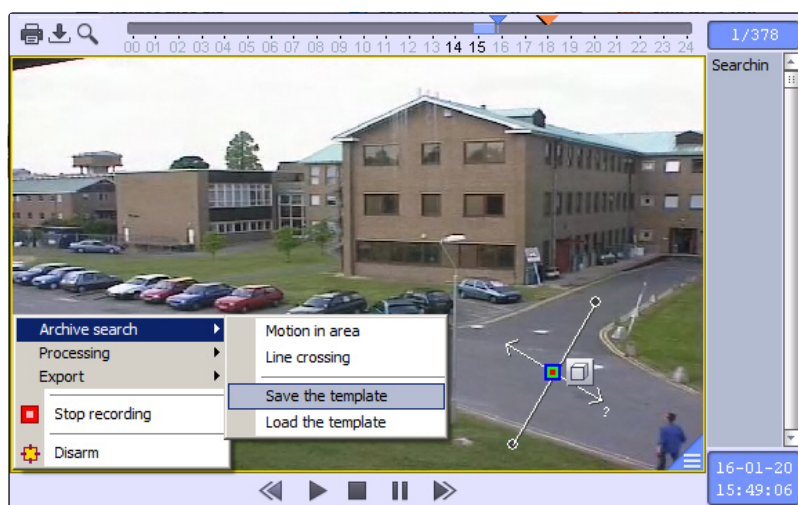 00 01 02 03 04 05 06 07 08 09 10 11 12 13 14 15 16 17 18 19 20 21 22 23 24
1/378
Searchin
Archive search
Processing
Export
Stop recording
Disarm
Motion in area
Line crossing
Save the template
Load the template
?
16-01-20
15:49:06